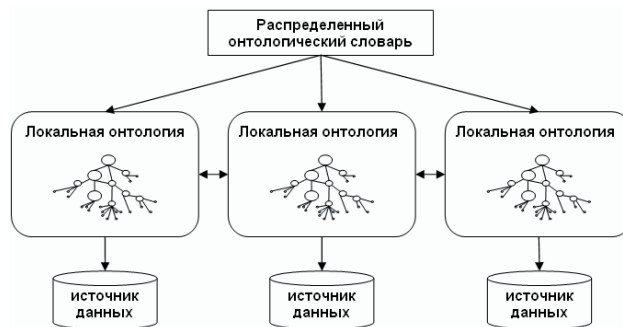 Распределенный
онтологический словарь
Локальная онтология
Локальная онтология
Локальная онтология
источник
данных
источник
данных
источник
данных